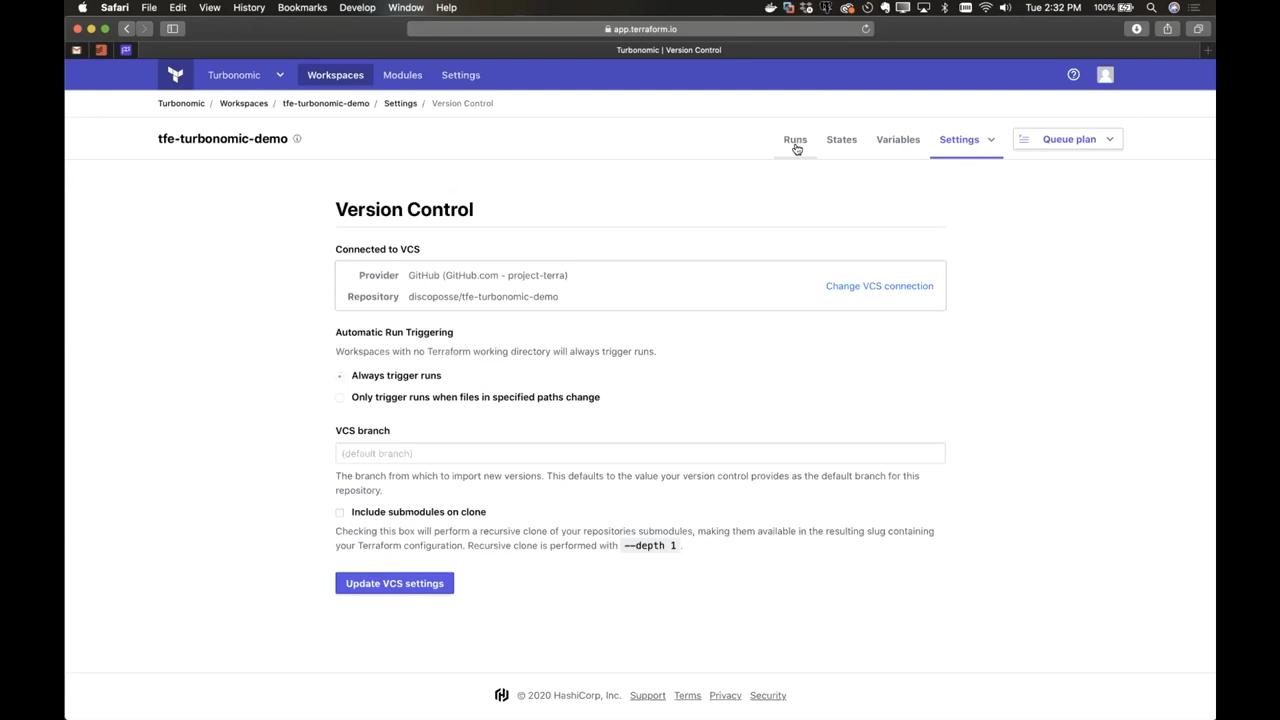 Safari File Edit View History Bookmarks Develop Window Help Tue 2:32 PM 100%
app.terraform.io
Turbonomic | Version Control
Turbonomic Workspaces Modules Settings
Turbonomic / Workspaces / tfe-turbonomic-demo / Settings / Version Control
tfe-turbonomic-demo Runs States Variables Settings Queue plan
Version Control
Connected to VCS
Provider GitHub (GitHub.com - project-terra)
Change VCS connection
Repository discoposse/tfe-turbonomic-demo
Automatic Run Triggering
Workspaces with no Terraform working directory will always trigger runs.
Always trigger runs
Only trigger runs when files in specified paths change
VCS branch
(default branch)
The branch from which to import new versions. This defaults to the value your version control provides as the default branch for this
repository.
Include submodules on clone
Checking this box will perform a recursive clone of your repositories submodules, making them available in the resulting slug containing
your Terraform configuration. Recursive clone is performed with --depth 1 .
Update VCS settings
© 2020 HashiCorp, Inc. Support Terms Privacy Security